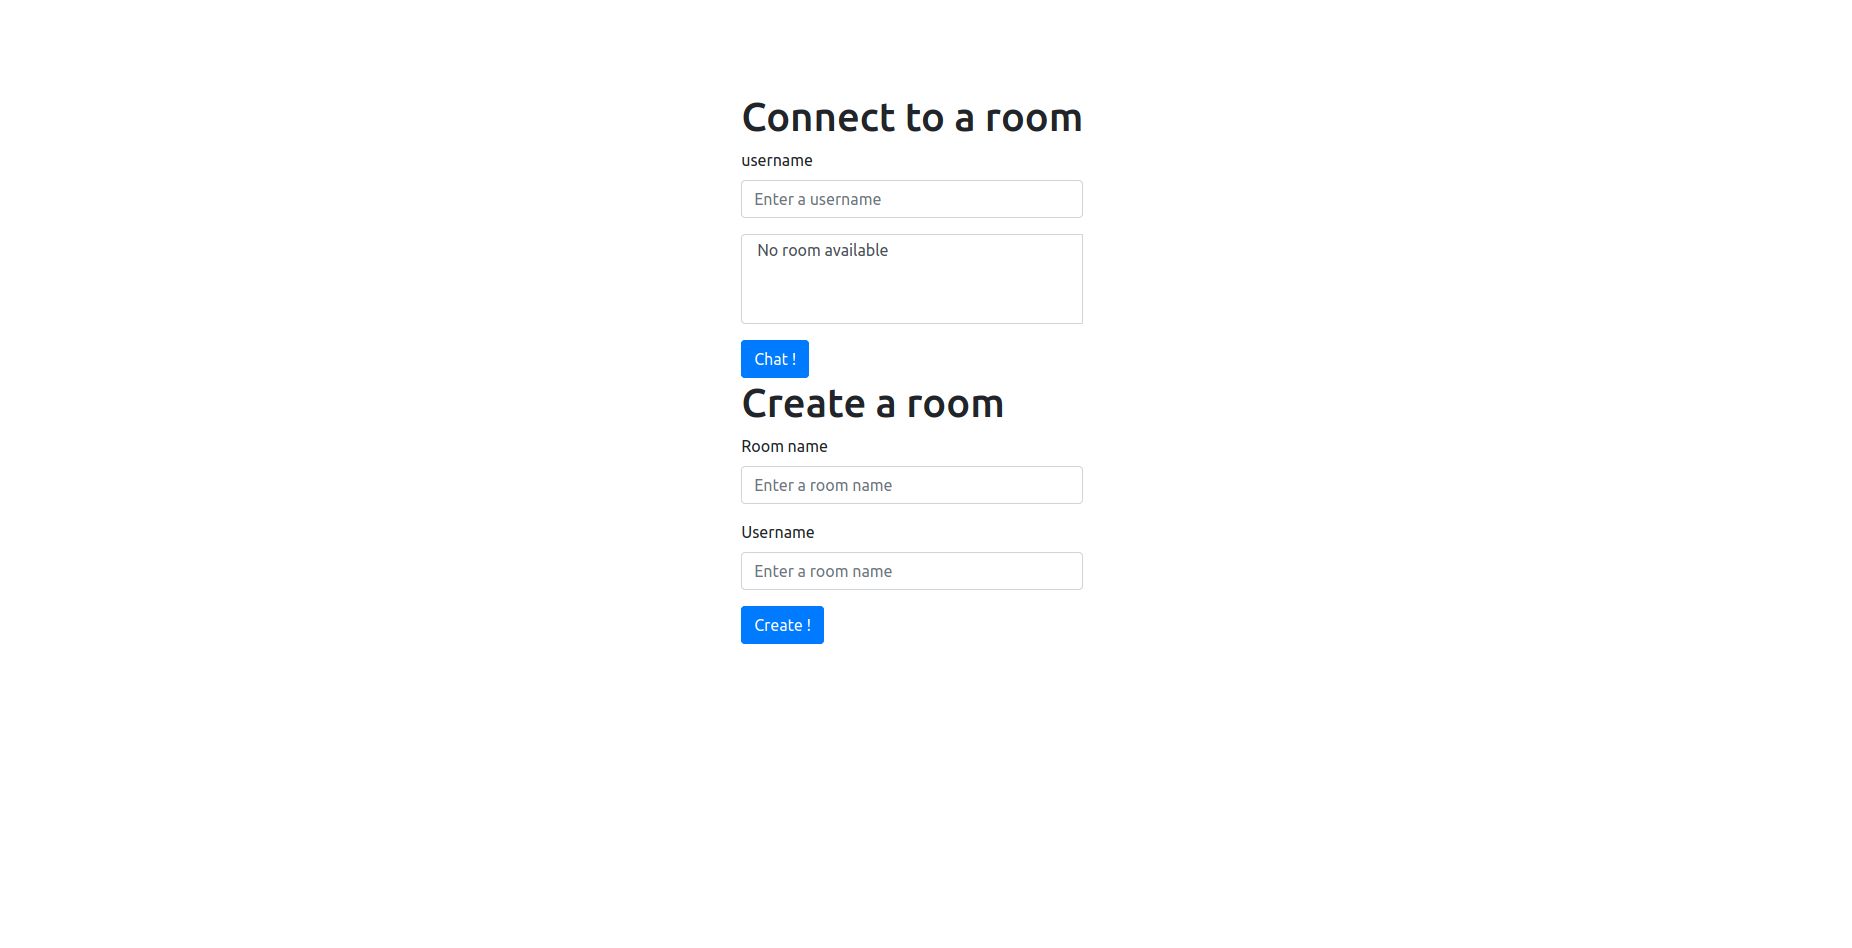 Connect to a room
username
Enter a username
No room available
Chat !
Create a room
Room name
Enter a room name
Username
Enter a room name
Create !